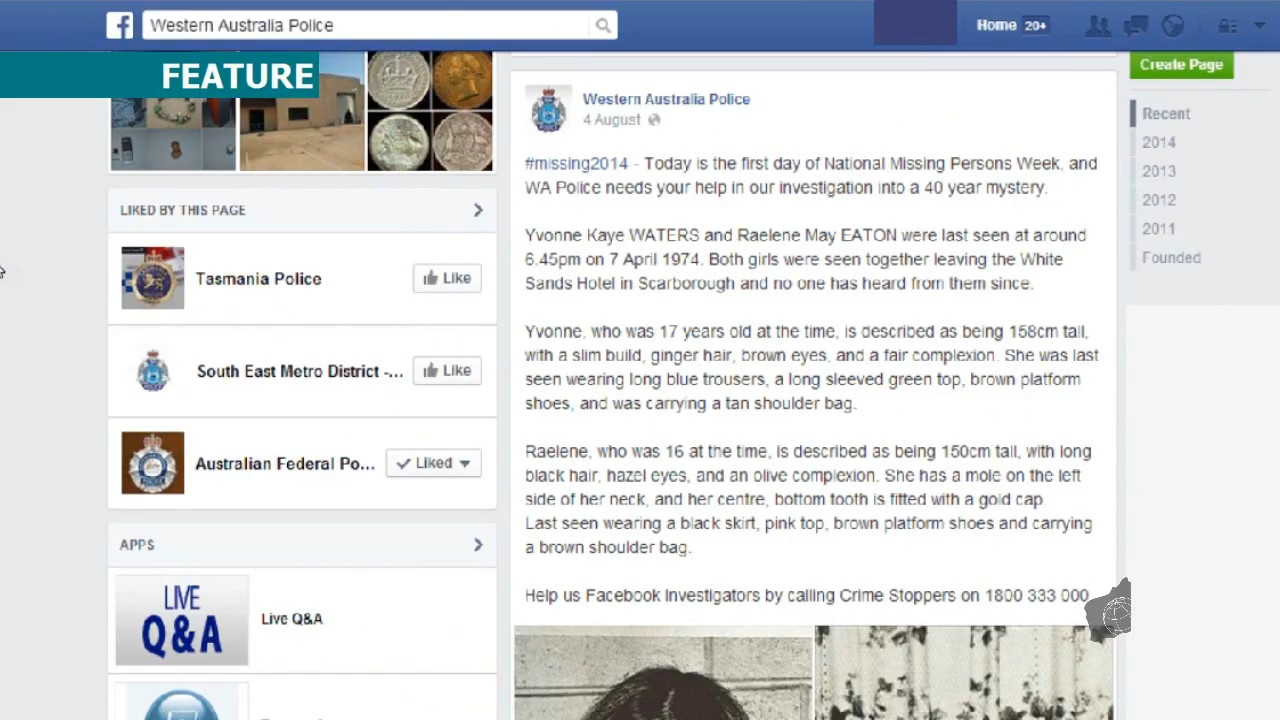 Western Australia Police
Home 20+
FEATURE
Create Page
Western Australia Police
4 August
Recent
2014
2013
2012
2011
Founded
#missing2014 - Today is the first day of National Missing Persons Week, and
WA Police needs your help in our investigation into a 40 year mystery.
Yvonne Kaye WATERS and Raelene May EATON were last seen at around
6.45pm on 7 April 1974. Both girls were seen together leaving the White
Sands Hotel in Scarborough and no one has heard from them since.
Yvonne, who was 17 years old at the time, is described as being 158cm tall,
with a slim build, ginger hair, brown eyes, and a fair complexion. She was last
seen wearing long blue trousers, a long sleeved green top, brown platform
shoes, and was carrying a tan shoulder bag.
Raelene, who was 16 at the time, is described as being 150cm tall, with long
black hair, hazel eyes, and an olive complexion. She has a mole on the left
side of her neck, and her centre, bottom tooth is fitted with a gold cap.
Last seen wearing a black skirt, pink top, brown platform shoes and carrying
a brown shoulder bag.
Help us Facebook Investigators by calling Crime Stoppers on 1800 333 000
LIKED BY THIS PAGE
Tasmania Police
Like
South East Metro District -...
Like
Australian Federal Po...
Liked
APPS
LIVE
Q&A
Live Q&A